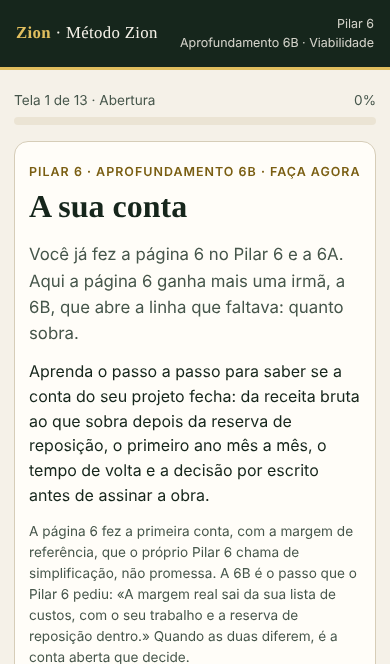 Zion · Método Zion
Pilar 6
Aprofundamento 6B · Viabilidade
Tela 1 de 13 · Abertura
0%
PILAR 6 · APROFUNDAMENTO 6B · FAÇA AGORA
A sua conta
Você já fez a página 6 no Pilar 6 e a 6A.
Aqui a página 6 ganha mais uma irmã, a
6B, que abre a linha que faltava: quanto
sobra.
Aprenda o passo a passo para saber se a
conta do seu projeto fecha: da receita bruta
ao que sobra depois da reserva de
reposição, o primeiro ano mês a mês, o
tempo de volta e a decisão por escrito
antes de assinar a obra.
A página 6 fez a primeira conta, com a margem de
referência, que o próprio Pilar 6 chama de
simplificação, não promessa. A 6B é o passo que o
Pilar 6 pediu: «A margem real sai da sua lista de
custos, com o seu trabalho e a reserva de
reposição dentro.» Quando as duas diferem, é a
conta aberta que decide.